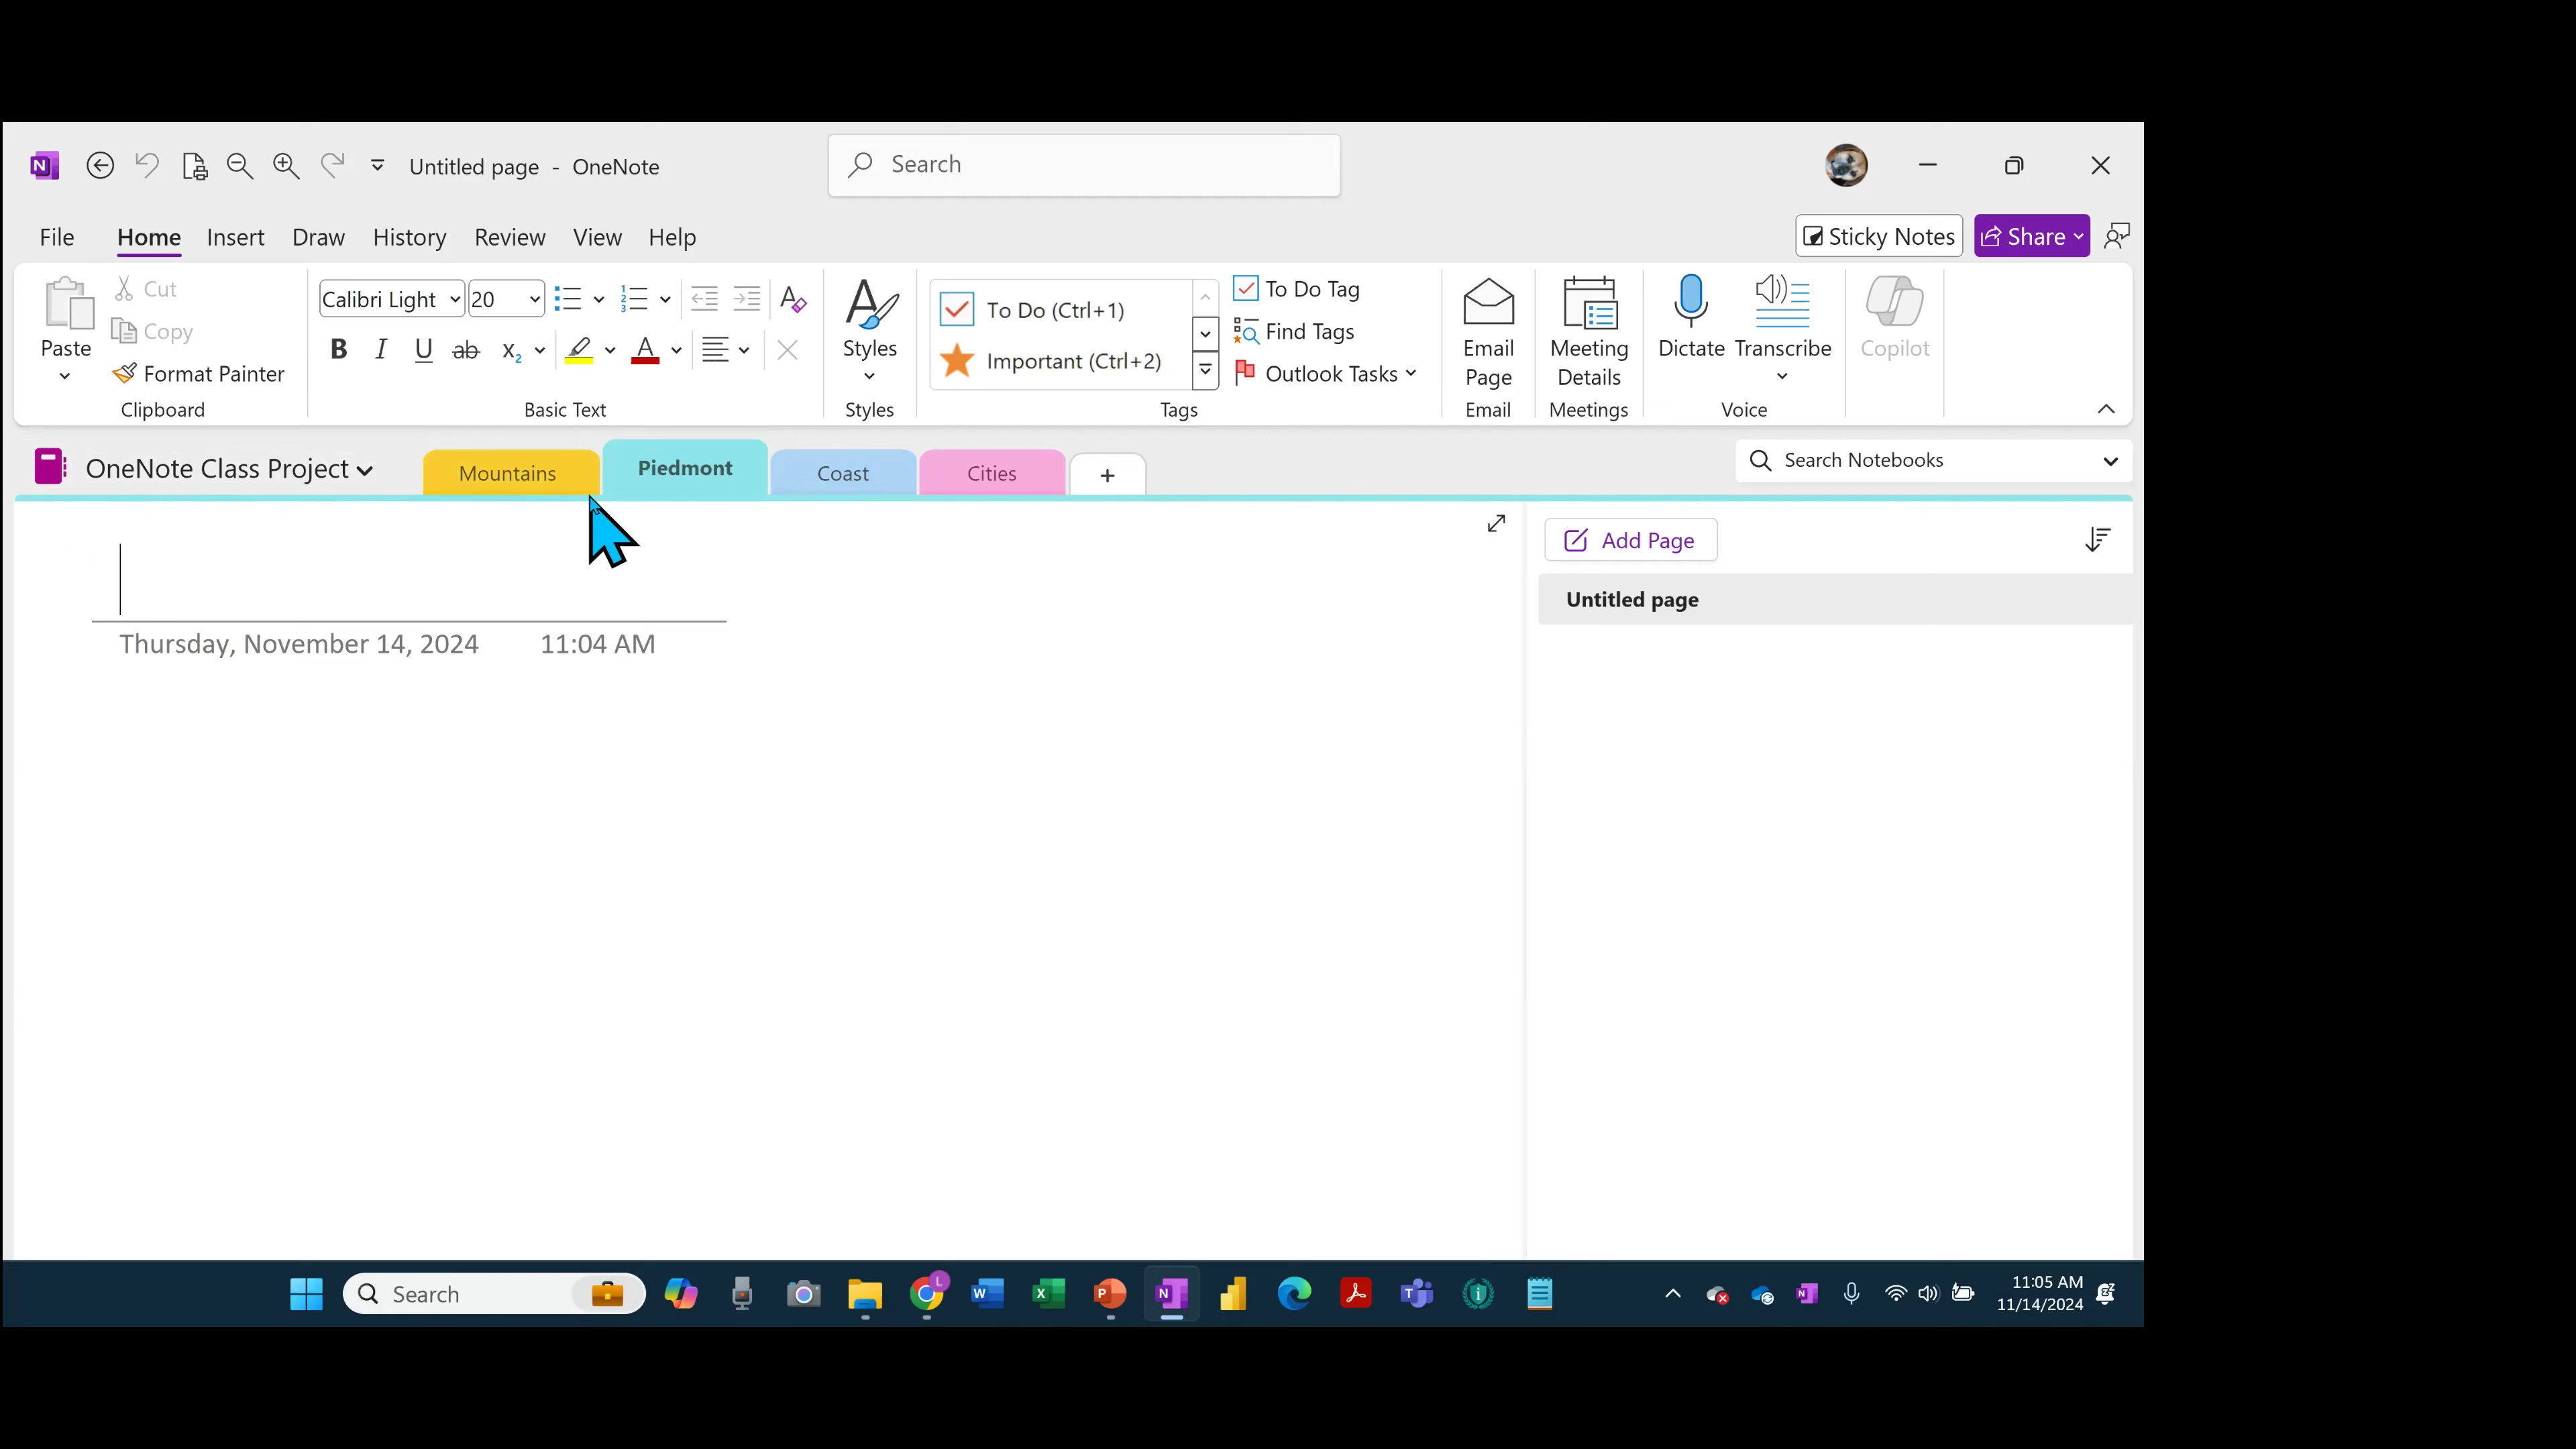 Untitled page - OneNote
Search
File Home Insert Draw History Review View Help
Sticky Notes Share
Paste
Cut
Copy
Format Painter
Clipboard
Calibri Light 20
Basic Text
Styles
Styles
To Do (Ctrl+1)
Important (Ctrl+2)
To Do Tag
Find Tags
Outlook Tasks
Tags
Email
Page
Email
Meeting
Details
Meetings
Dictate Transcribe
Voice
Copilot
OneNote Class Project Mountains Piedmont Coast Cities +
Search Notebooks
Add Page
Untitled page
Thursday, November 14, 2024 11:04 AM
Search
11:05 AM
11/14/2024